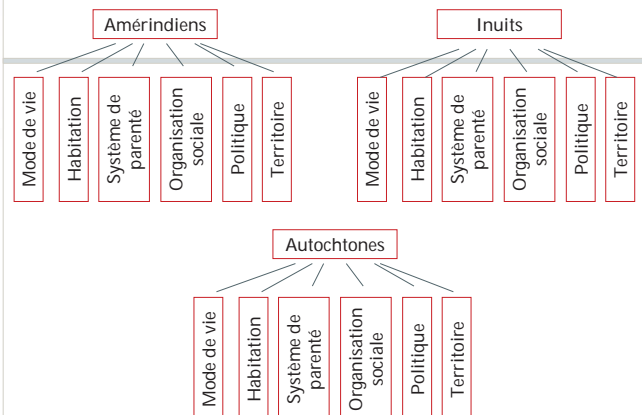 Amérindiens
Mode de vie
Habitation
Système de
parenté
Organisation
sociale
Politique
Territoire
Inuits
Mode de vie
Habitation
Système de
parenté
Organisation
sociale
Politique
Territoire
Autochtones
Mode de vie
Habitation
Système de
parenté
Organisation
sociale
Politique
Territoire